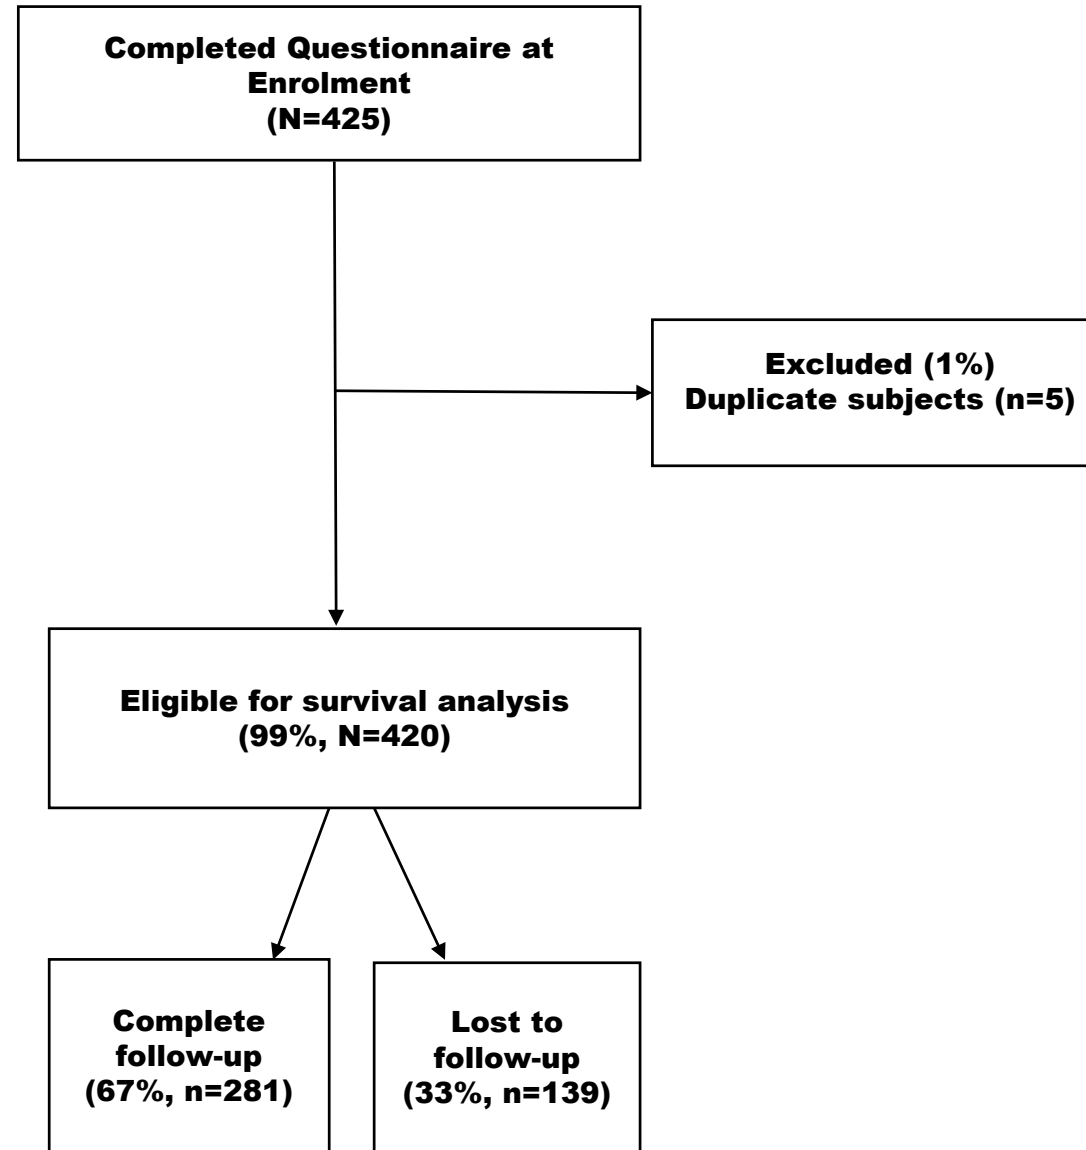 Completed Questionnaire at
Enrolment
(N=425)
Excluded (1%)
Duplicate subjects (n=5)
Eligible for survival analysis
(99%, N=420)
Complete
follow-up
(67%, n=281)
Lost to
follow-up
(33%, n=139)